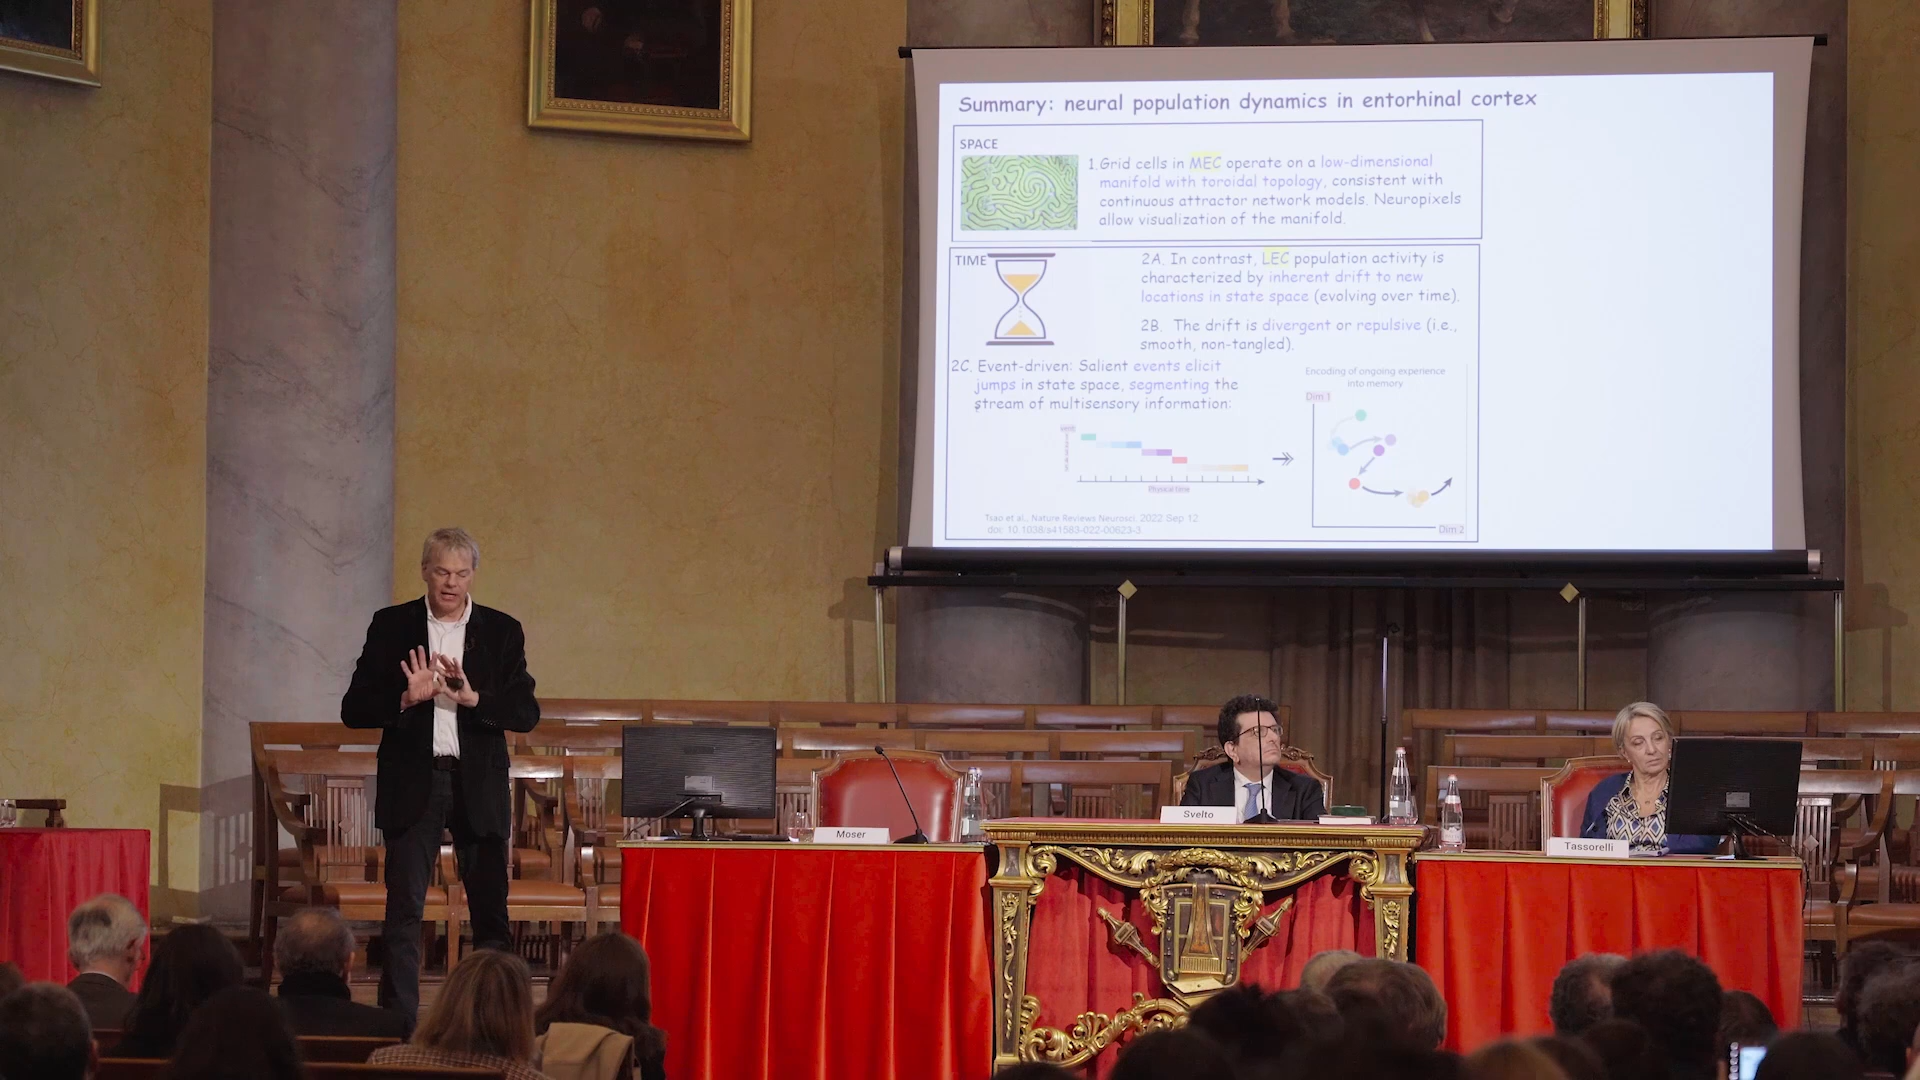 Summary: neural population dynamics in entorhinal cortex
SPACE
1.Grid cells in MEC operate on a low-dimensional
manifold with toroidal topology, consistent with
continuous attractor network models. Neuropixels
allow visualization of the manifold.
TIME
2A. In contrast, LEC population activity is
characterized by inherent drift to new
locations in state space (evolving over time).
2B. The drift is divergent or repulsive (i.e.,
smooth, non-tangled).
2C. Event-driven: Salient events elicit
jumps in state space, segmenting the
stream of multisensory information:
Physical time
Encoding of ongoing experience
into memory
Dim 1
Dim 2
Tsao et al., Nature Reviews Neurosci, 2022 Sep 12.
doi: 10.1038/s41583-022-00623-3.
Moser
Svelto
Tassorelli